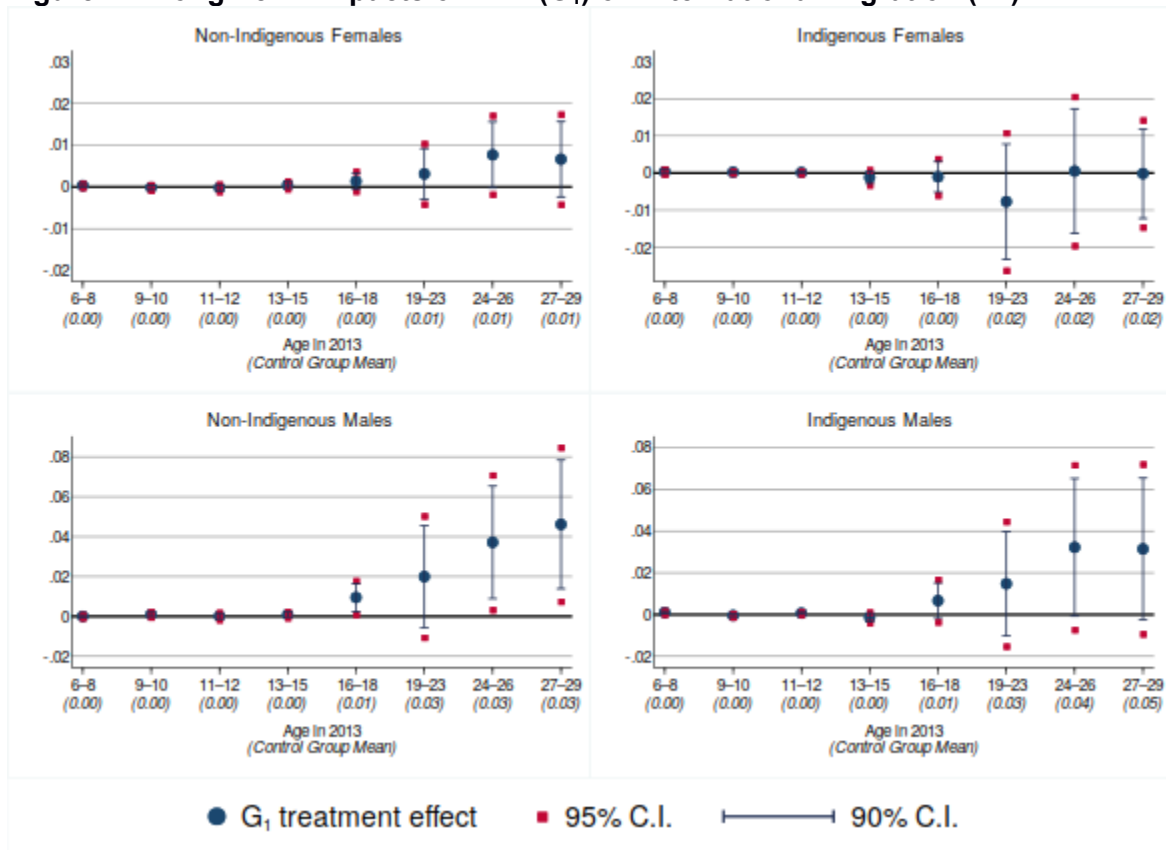 Non-Indigenous Females
.03
.02
.01
0
-.01
-.02
6–8 9–10 11–12 13–15 16–18 19–23 24–26 27–29
(0.00) (0.00) (0.00) (0.00) (0.00) (0.01) (0.01) (0.01)
Age in 2013
(Control Group Mean)
Indigenous Females
.03
.02
.01
0
-.01
-.02
6–8 9–10 11–12 13–15 16–18 19–23 24–26 27–29
(0.00) (0.00) (0.00) (0.00) (0.00) (0.02) (0.02) (0.02)
Age in 2013
(Control Group Mean)
Non-Indigenous Males
.08
.06
.04
.02
0
-.02
6–8 9–10 11–12 13–15 16–18 19–23 24–26 27–29
(0.00) (0.00) (0.00) (0.00) (0.01) (0.03) (0.03) (0.03)
Age in 2013
(Control Group Mean)
Indigenous Males
.08
.06
.04
.02
0
-.02
6–8 9–10 11–12 13–15 16–18 19–23 24–26 27–29
(0.00) (0.00) (0.00) (0.00) (0.01) (0.03) (0.04) (0.05)
Age in 2013
(Control Group Mean)
G₁ treatment effect 95% C.I. 90% C.I.